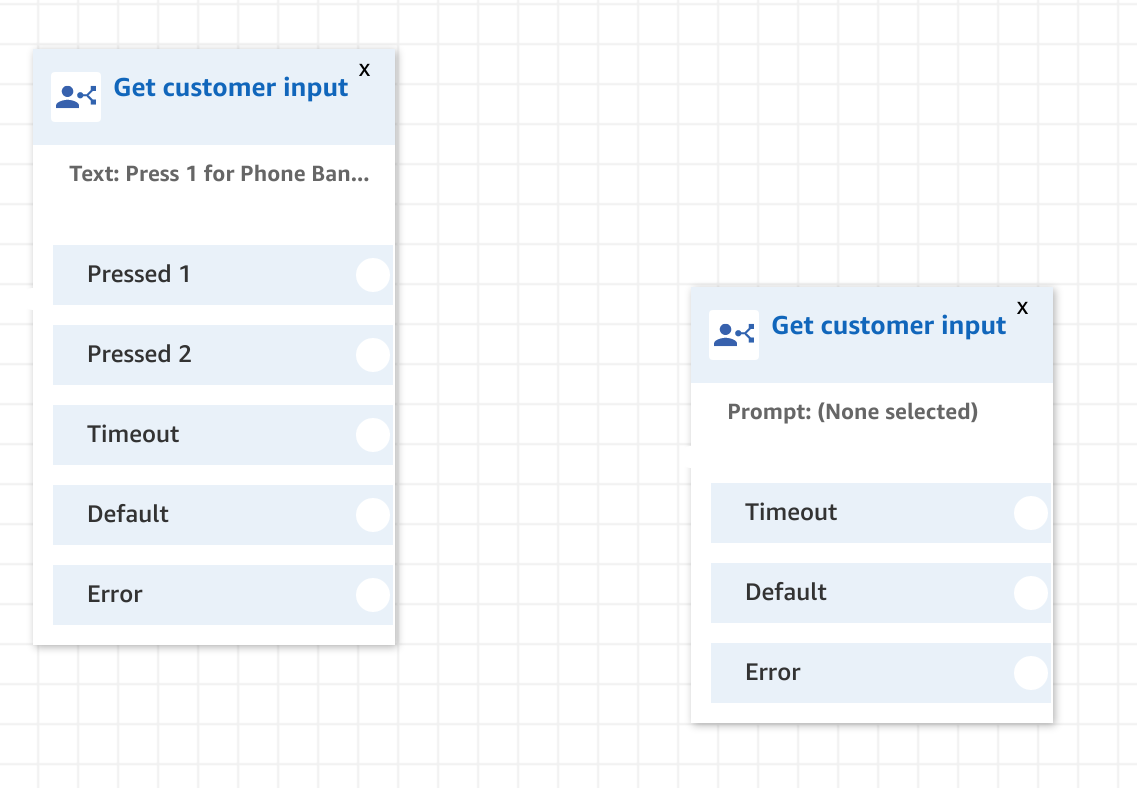 Get customer input
X
Text: Press 1 for Phone Ban...
Pressed 1
Pressed 2
Timeout
Default
Error
Get customer input
X
Prompt: (None selected)
Timeout
Default
Error